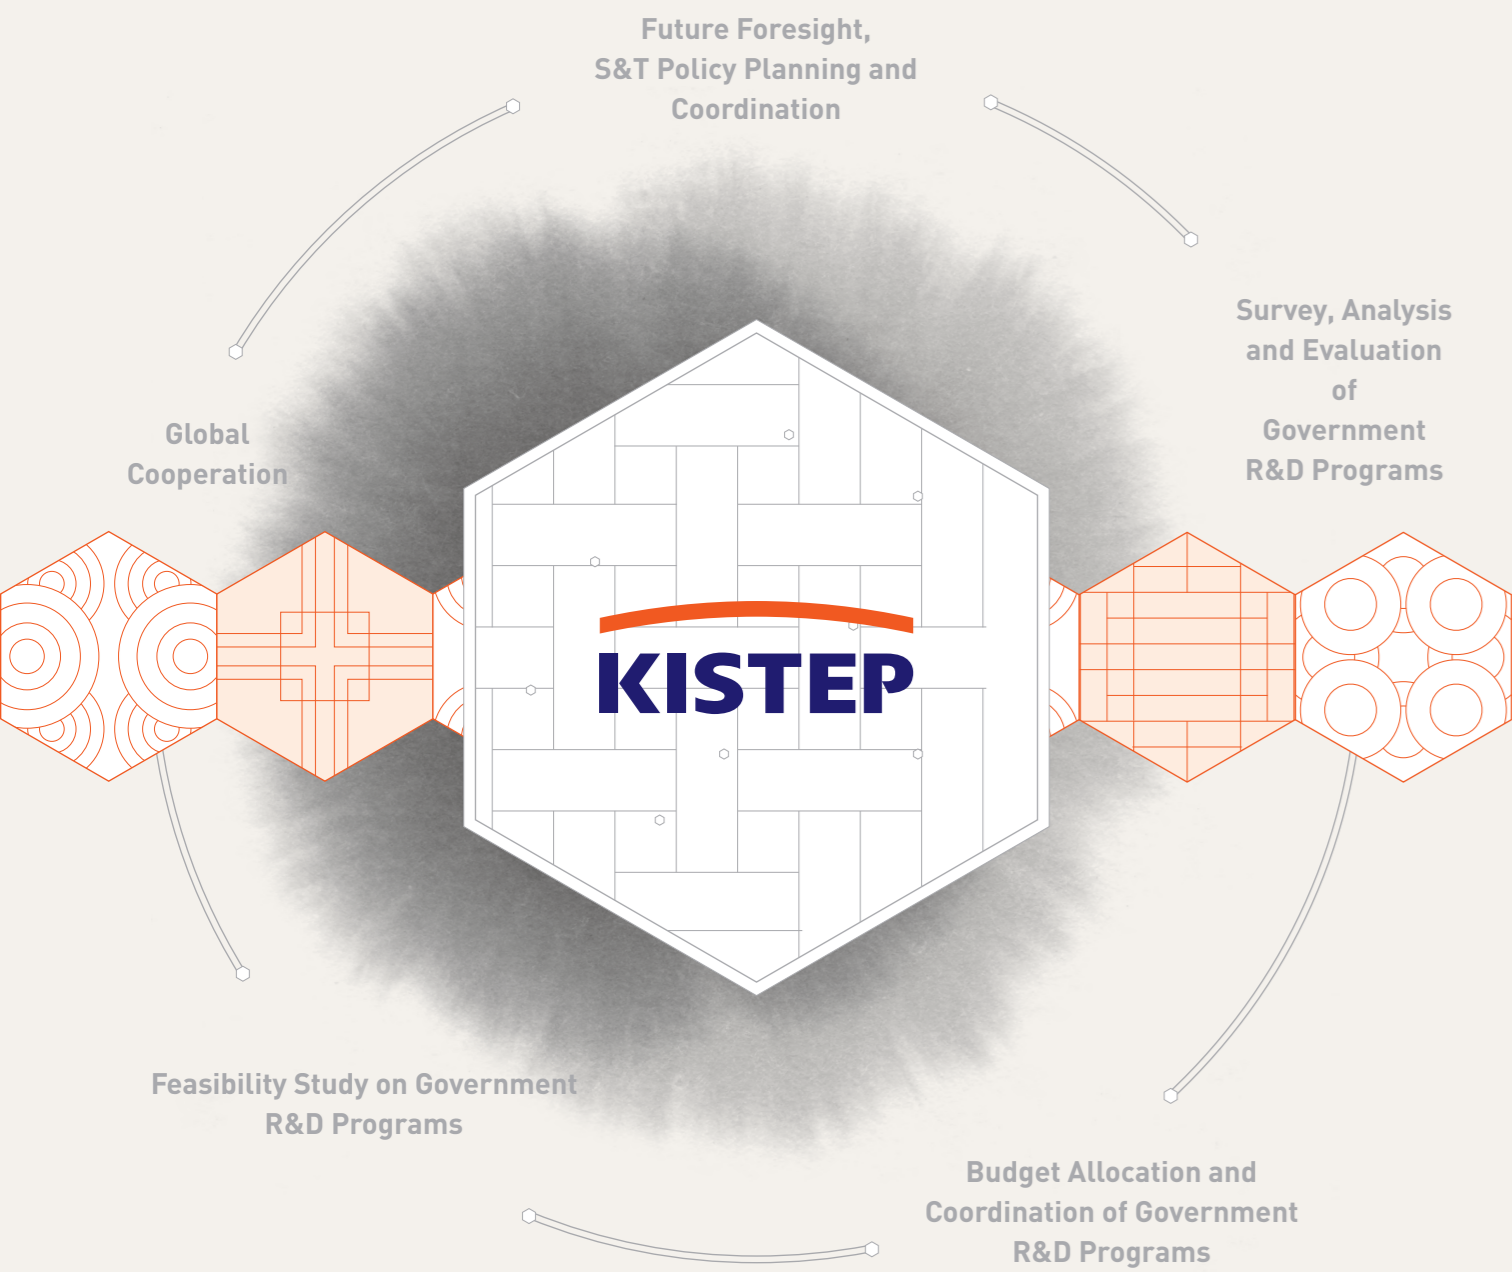 Future Foresight,
S&T Policy Planning and
Coordination
Survey, Analysis
and Evaluation
of
Government
R&D Programs
Global
Cooperation
KISTEP
Feasibility Study on Government
R&D Programs
Budget Allocation and
Coordination of Government
R&D Programs